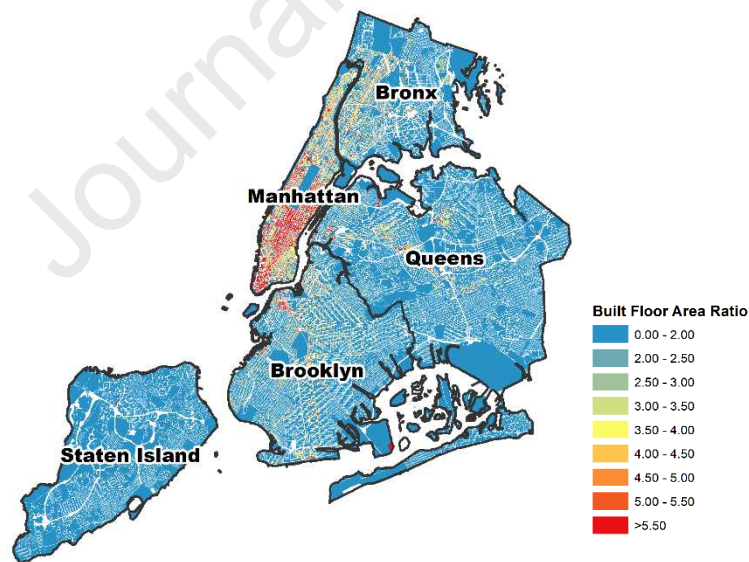 Journal
Bronx
Manhattan
Queens
Brooklyn
Staten Island
Built Floor Area Ratio
0.00 - 2.00
2.00 - 2.50
2.50 - 3.00
3.00 - 3.50
3.50 - 4.00
4.00 - 4.50
4.50 - 5.00
5.00 - 5.50
>5.50